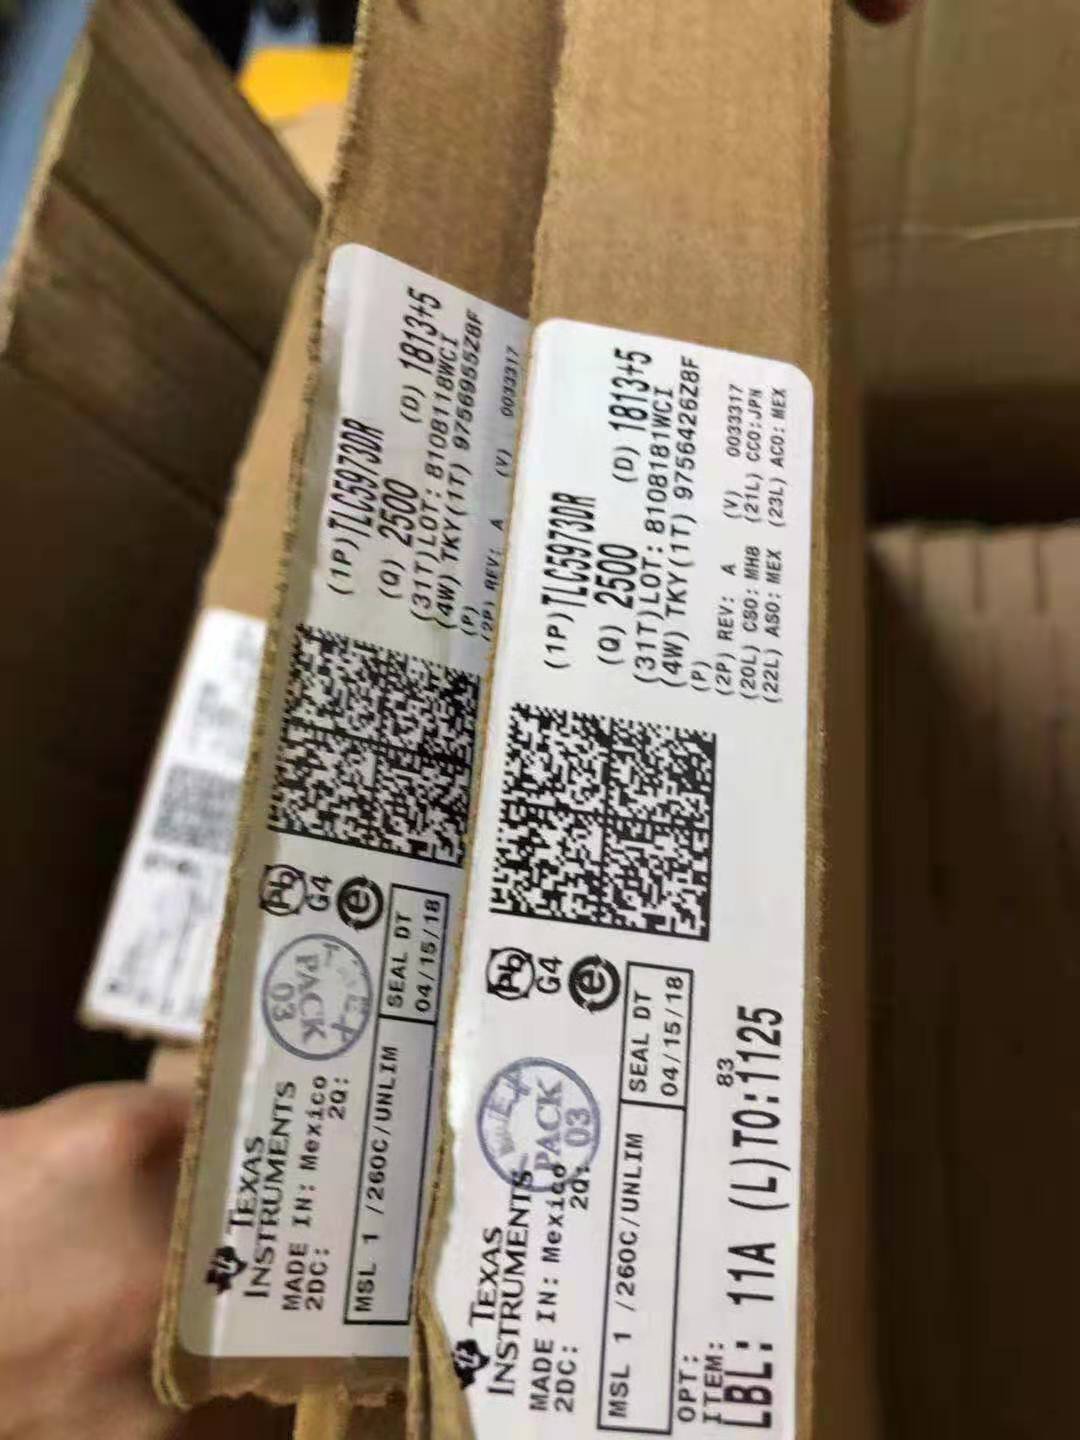 TEXAS
INSTRUMENTS
MADE IN: Mexico
2DC: 2Q:
MSL 1 /260C/UNLIM
SEAL DT
04/15/18
PACK
03
Pb
G4
e
(1P)TLC5973DR
(Q) 2500 (D) 1813+5
(31T)LOT: 8108118WCI
(4W) TKY(1T) 9756955Z8F
(P)
(2P) REV: A (V) 0033317
TEXAS
INSTRUMENTS
MADE IN: Mexico
2DC: 2Q:
MSL 1 /260C/UNLIM
SEAL DT
04/15/18
OPT:
ITEM:
83
LBL: 11A (L)TO:1125
PACK
03
Pb
G4
e
(1P)TLC5973DR
(Q) 2500 (D) 1813+5
(31T)LOT: 8108181WCI
(4W) TKY(1T) 9756426Z8F
(P)
(2P) REV: A (V) 0033317
(20L) CSO: MH8 (21L) CCO:JPN
(22L) ASO: MEX (23L) ACO: MEX